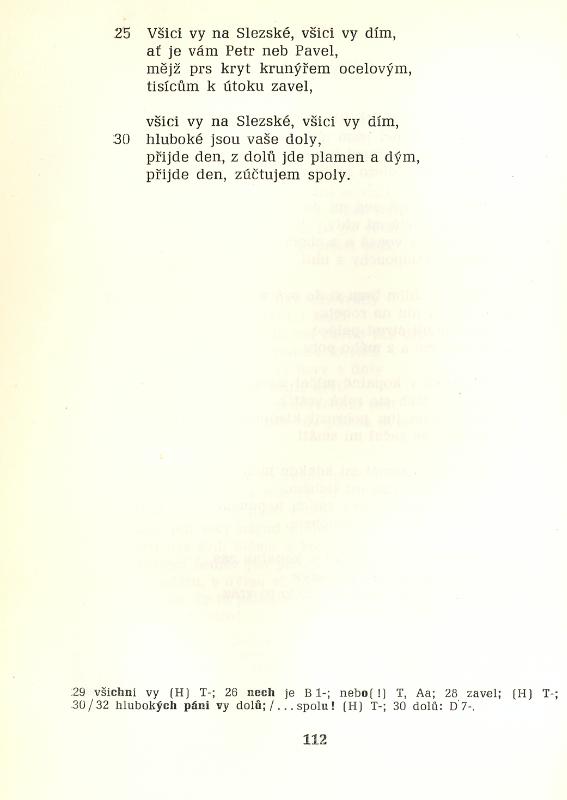 25 Všici vy na Slezské, všici vy dím,
ať je vám Petr neb Pavel,
mějž prs kryt krunýřem ocelovým,
tisícům k útoku zavel,
všici vy na Slezské, všici vy dím,
30 hluboké jsou vaše doly,
přijde den, z dolů jde plamen a dým,
přijde den, zúčtujem spoly.
29 všichni vy (H) T-; 26 nech je B 1-; nebo(!) T, Aa; 28 zavel; (H) T-;
30/32 hlubokých páni vy dolů;/...spolu! (H) T-; 30 dolů: D 7-.
112